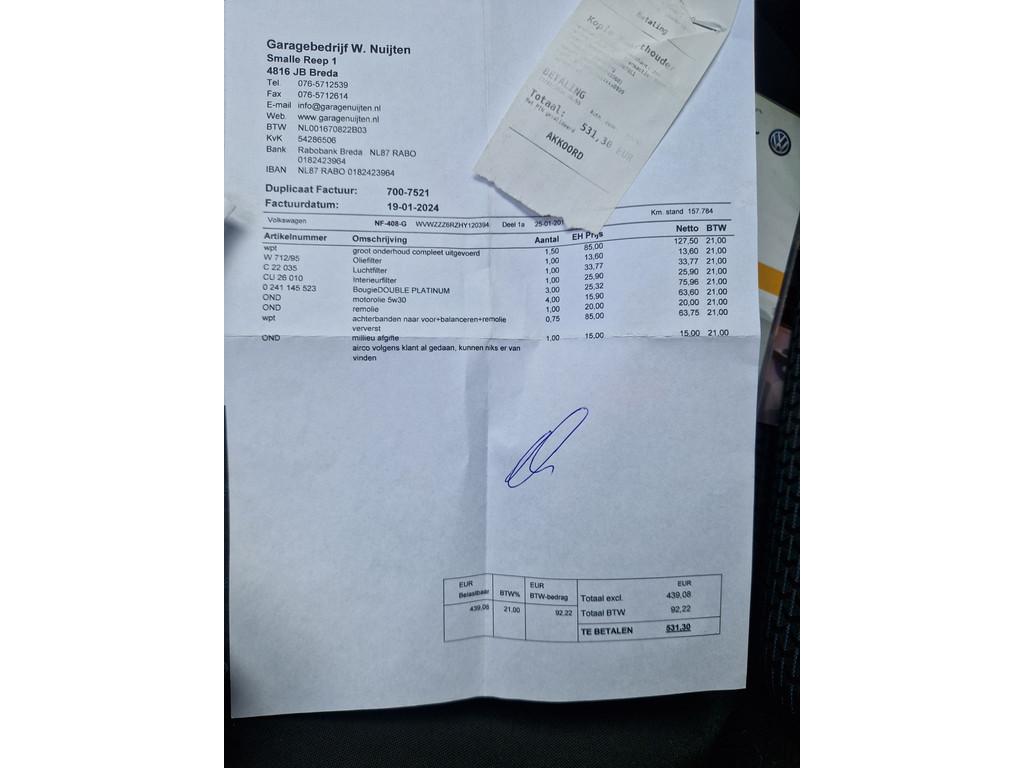 Garagebedrijf W. Nuijten
Smalle Reep 1
4816 JB Breda
Tel. 076-5712539
Fax 076-5712614
E-mail info@garagenuijten.nl
Web. www.garagenuijten.nl
BTW NL001670822B03
KvK 54286506
Bank Rabobank Breda NL87 RABO
0182423964
IBAN NL87 RABO 0182423964
Duplicaat Factuur: 700-7521
Factuurdatum: 19-01-2024
Betaling
BETALING
Totaal: 531,30 EUR
AKKOORD
Volkswagen NF-408-G WVWZZZ6RZHY120394 Deel 1a 25-01-201 Km. stand 157.784
Artikelnummer Omschrijving Aantal EH Prijs Netto BTW
wpt groot onderhoud compleet uitgevoerd 1,50 85,00 127,50 21,00
W 712/95 Oliefilter 1,00 13,60 13,60 21,00
C 22 035 Luchtfilter 1,00 33,77 33,77 21,00
CU 26 010 Interieurfilter 1,00 25,90 25,90 21,00
0 241 145 523 BougieDOUBLE PLATINUM 3,00 25,32 75,96 21,00
OND motorolie 5w30 4,00 15,90 63,60 21,00
OND remolie 1,00 20,00 20,00 21,00
wpt achterbanden naar voor+balanceren+remolie 0,75 85,00 63,75 21,00
ververst
OND milieu afgifte 1,00 15,00 15,00 21,00
airco volgens klant al gedaan, kunnen niks er van
vinden
EUR EUR EUR
Belastbaar BTW% BTW-bedrag Totaal excl. 439,08
439,08 21,00 92,22 Totaal BTW 92,22
TE BETALEN 531,30